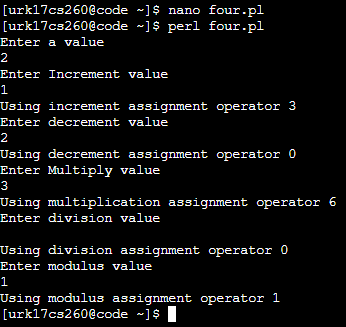 [urk17cs260@code ~]$ nano four.pl
[urk17cs260@code ~]$ perl four.pl
Enter a value
2
Enter Increment value
1
Using increment assignment operator 3
Enter decrement value
2
Using decrement assignment operator 0
Enter Multiply value
3
Using multiplication assignment operator 6
Enter division value
Using division assignment operator 0
Enter modulus value
1
Using modulus assignment operator 1
[urk17cs260@code ~]$